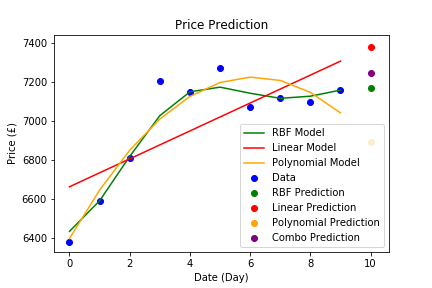 Price Prediction
7400
7200
7000
6800
6600
6400
Price (£)
RBF Model
Linear Model
Polynomial Model
Data
RBF Prediction
Linear Prediction
Polynomial Prediction
Combo Prediction
0
2
4
6
8
10
Date (Day)